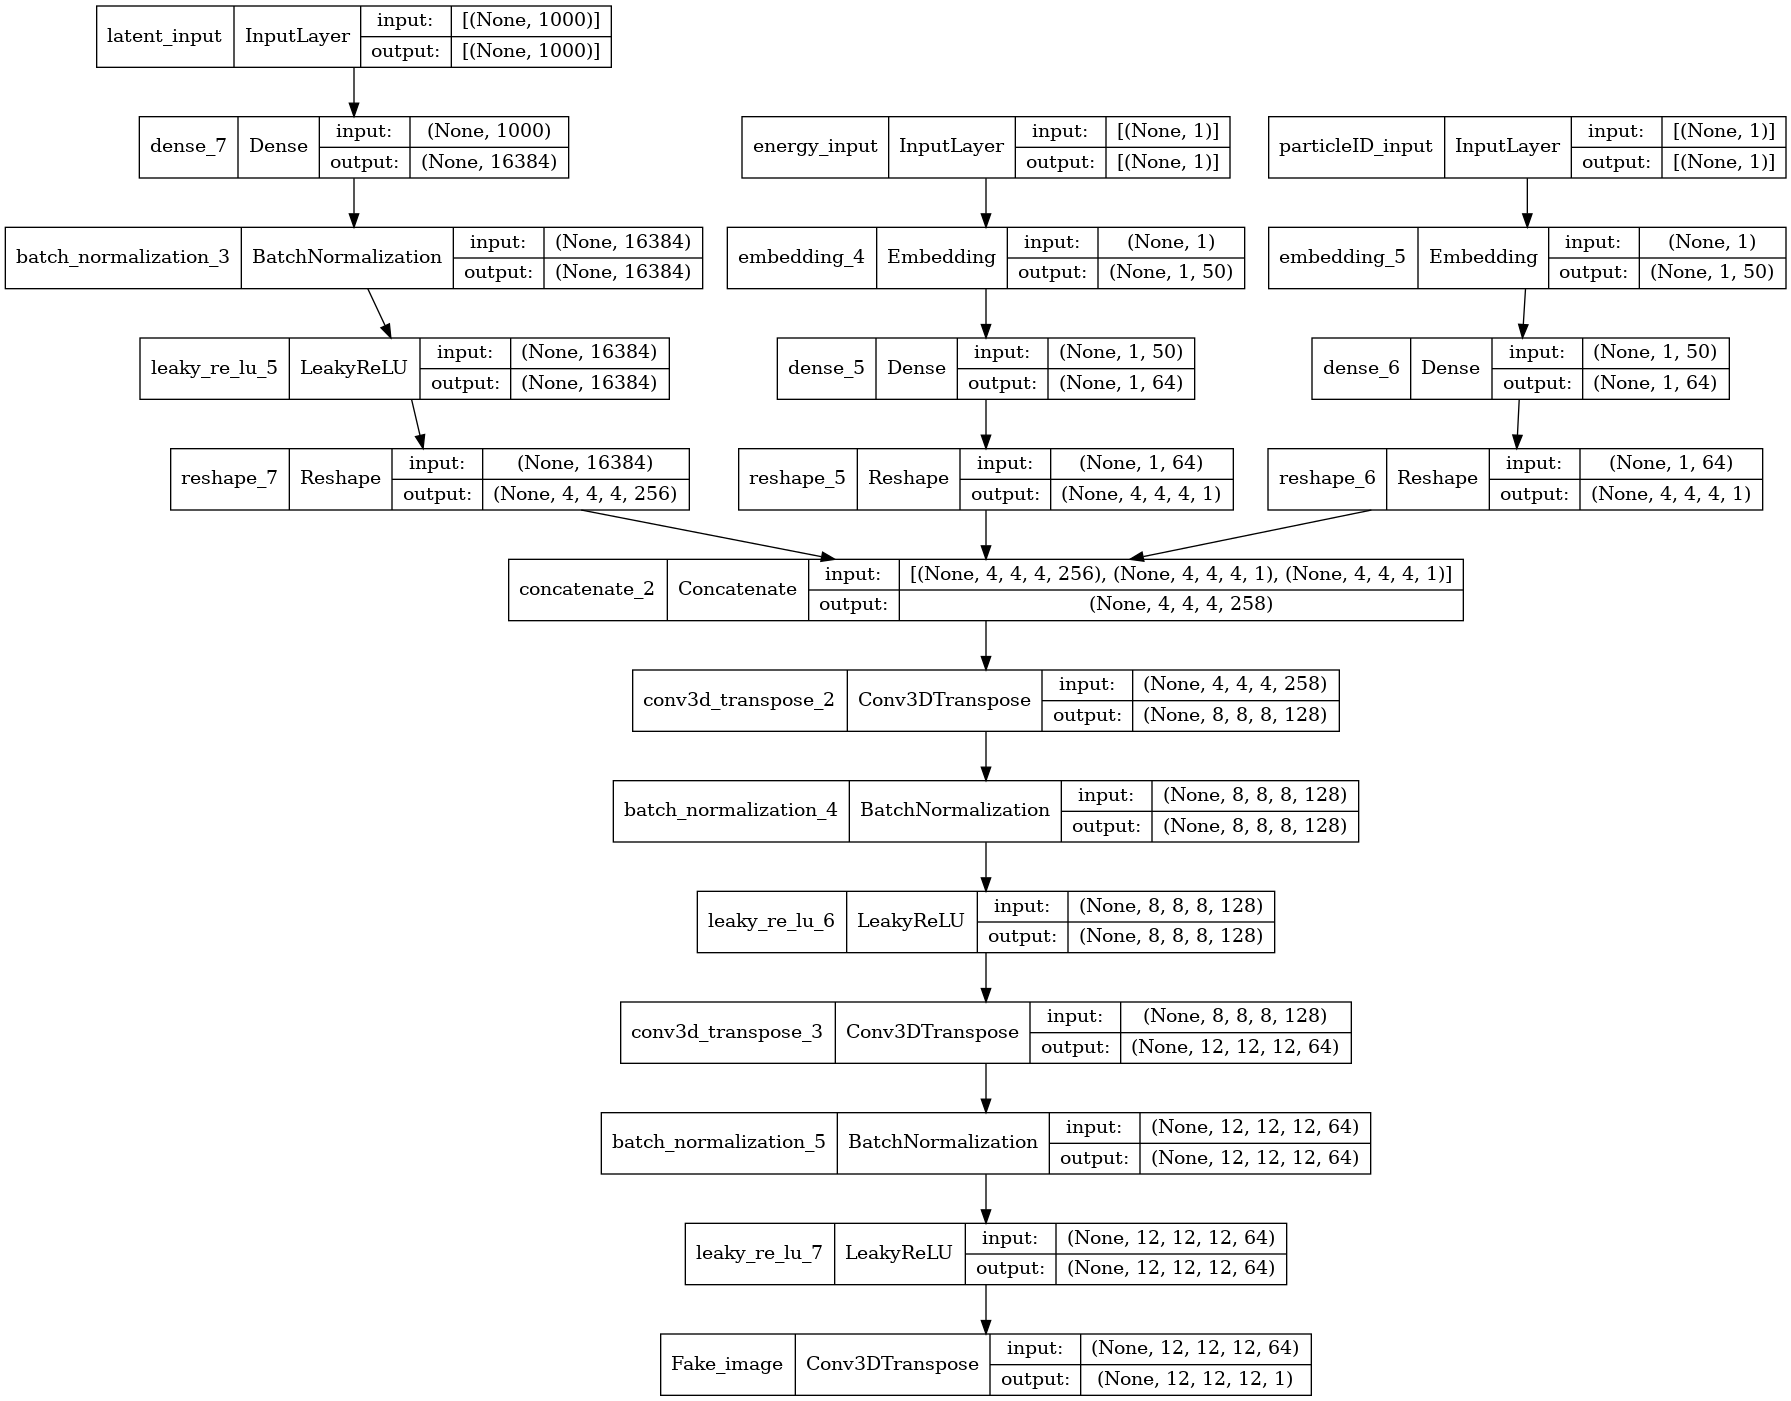 latent_input InputLayer input: [(None, 1000)]
output: [(None, 1000)]
dense_7 Dense input: (None, 1000)
output: (None, 16384)
energy_input InputLayer input: [(None, 1)]
output: [(None, 1)]
particleID_input InputLayer input: [(None, 1)]
output: [(None, 1)]
batch_normalization_3 BatchNormalization input: (None, 16384)
output: (None, 16384)
embedding_4 Embedding input: (None, 1)
output: (None, 1, 50)
embedding_5 Embedding input: (None, 1)
output: (None, 1, 50)
leaky_re_lu_5 LeakyReLU input: (None, 16384)
output: (None, 16384)
dense_5 Dense input: (None, 1, 50)
output: (None, 1, 64)
dense_6 Dense input: (None, 1, 50)
output: (None, 1, 64)
reshape_7 Reshape input: (None, 16384)
output: (None, 4, 4, 4, 256)
reshape_5 Reshape input: (None, 1, 64)
output: (None, 4, 4, 4, 1)
reshape_6 Reshape input: (None, 1, 64)
output: (None, 4, 4, 4, 1)
concatenate_2 Concatenate input: [(None, 4, 4, 4, 256), (None, 4, 4, 4, 1), (None, 4, 4, 4, 1)]
output: (None, 4, 4, 4, 258)
conv3d_transpose_2 Conv3DTranspose input: (None, 4, 4, 4, 258)
output: (None, 8, 8, 8, 128)
batch_normalization_4 BatchNormalization input: (None, 8, 8, 8, 128)
output: (None, 8, 8, 8, 128)
leaky_re_lu_6 LeakyReLU input: (None, 8, 8, 8, 128)
output: (None, 8, 8, 8, 128)
conv3d_transpose_3 Conv3DTranspose input: (None, 8, 8, 8, 128)
output: (None, 12, 12, 12, 64)
batch_normalization_5 BatchNormalization input: (None, 12, 12, 12, 64)
output: (None, 12, 12, 12, 64)
leaky_re_lu_7 LeakyReLU input: (None, 12, 12, 12, 64)
output: (None, 12, 12, 12, 64)
Fake_image Conv3DTranspose input: (None, 12, 12, 12, 64)
output: (None, 12, 12, 12, 1)